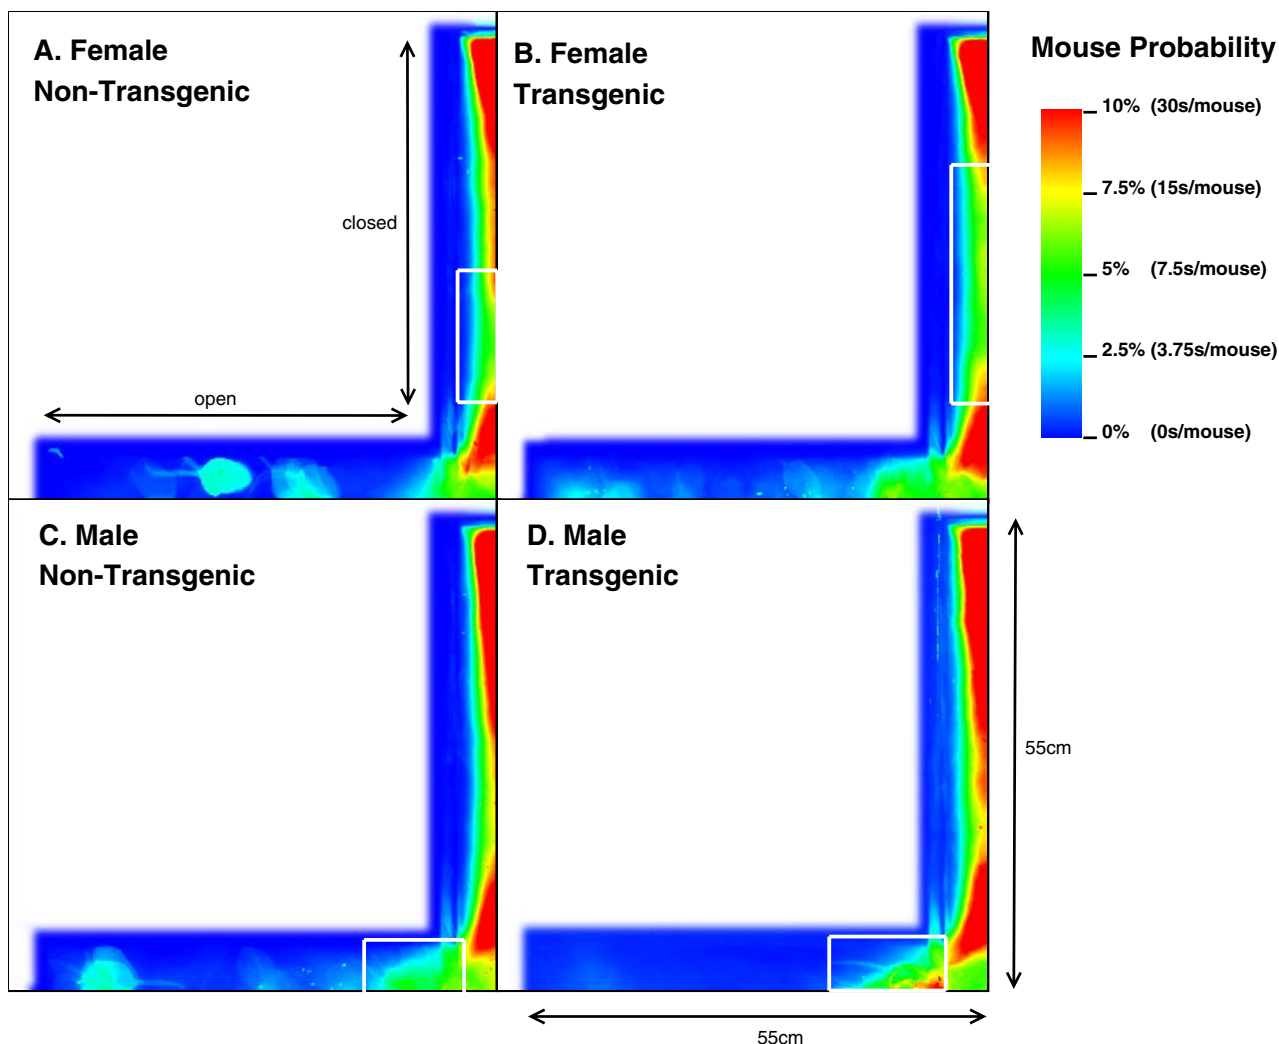 A. Female
Non-Transgenic
B. Female
Transgenic
closed
open
C. Male
Non-Transgenic
D. Male
Transgenic
55cm
55cm
Mouse Probability
10% (30s/mouse)
7.5% (15s/mouse)
5% (7.5s/mouse)
2.5% (3.75s/mouse)
0% (0s/mouse)